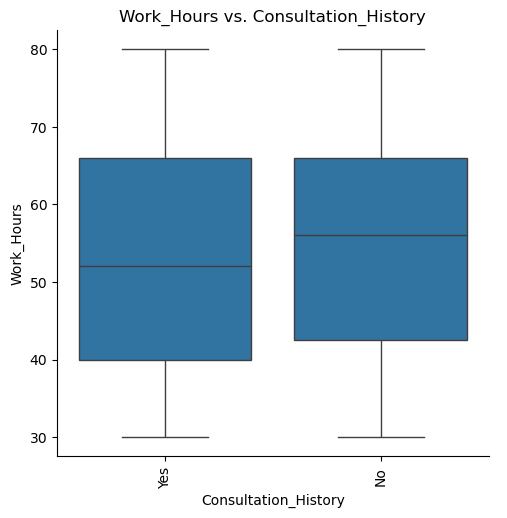 Work_Hours vs. Consultation_History
80
70
60
50
40
30
Work_Hours
Yes
No
Consultation_History